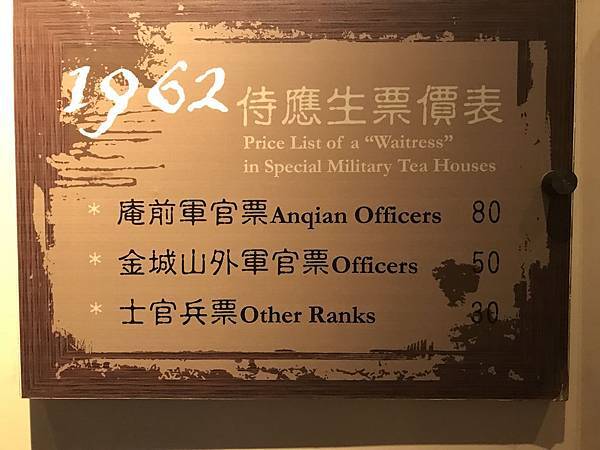 1962 侍應生票價表
Price List of a “Waitress”
in Special Military Tea Houses
* 庵前軍官票Anqian Officers 80
* 金城山外軍官票Officers 50
* 士官兵票Other Ranks 30